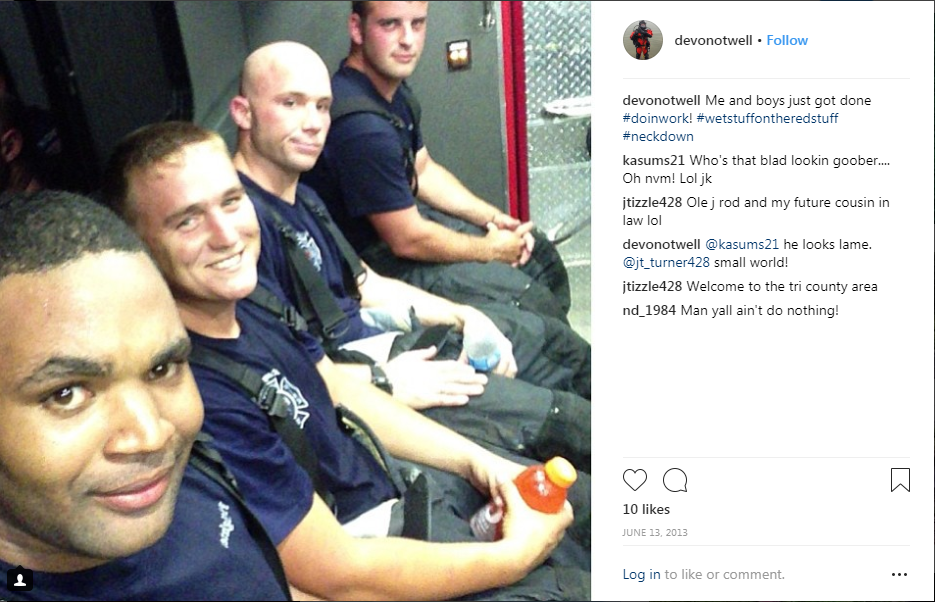 devonotwell • Follow
devonotwell Me and boys just got done
#doinwork! #wetstuffontheredstuff
#neckdown
kasums21 Who's that blad lookin goober....
Oh nvm! Lol jk
jtizzle428 Ole j rod and my future cousin in
law lol
devonotwell @kasums21 he looks lame.
@jt_turner428 small world!
jtizzle428 Welcome to the tri county area
nd_1984 Man yall ain't do nothing!
10 likes
JUNE 13, 2013
Log in to like or comment.